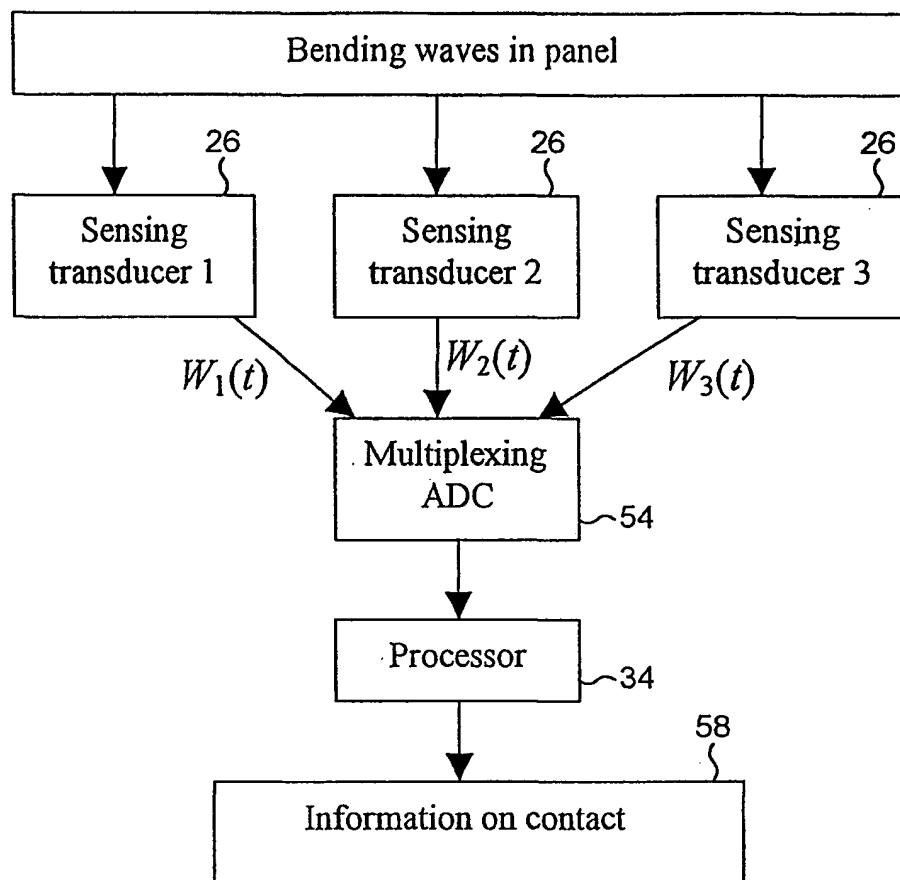 Bending waves in panel
26
26
26
Sensing
transducer 1
Sensing
transducer 2
Sensing
transducer 3
W₁(t)
W₂(t)
W₃(t)
Multiplexing
ADC
54
Processor
34
58
Information on contact